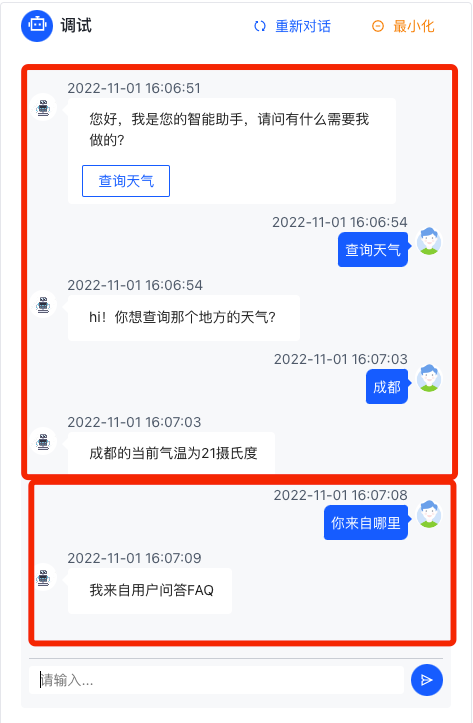 调试
重新对话
最小化
2022-11-01 16:06:51
您好，我是您的智能助手，请问有什么需要我
做的?
查询天气
2022-11-01 16:06:54
查询天气
2022-11-01 16:06:54
hi！你想查询那个地方的天气?
2022-11-01 16:07:03
成都
2022-11-01 16:07:03
成都的当前气温为21摄氏度
2022-11-01 16:07:08
你来自哪里
2022-11-01 16:07:09
我来自用户问答FAQ
请输入...